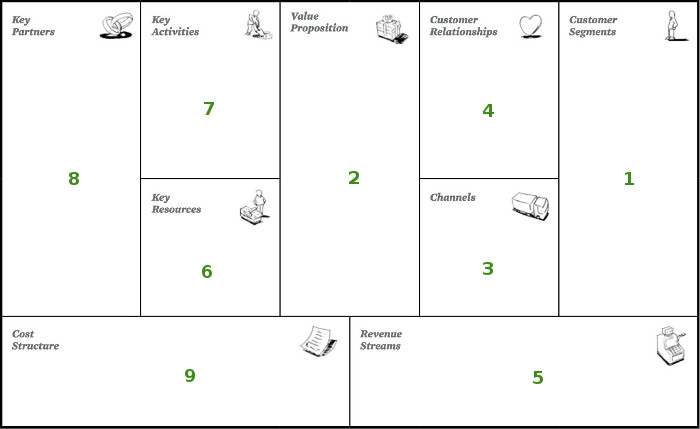 Key
Partners
8
Key
Activities
7
Key
Resources
6
Value
Proposition
2
Customer
Relationships
4
Channels
3
Customer
Segments
1
Cost
Structure
9
Revenue
Streams
5